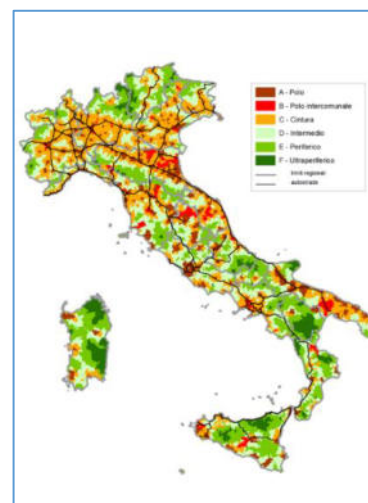 A - Polo
B - Polo intercomunale
C - Cintura
D - Intermedio
E - Periferico
F - Ultraperiferico
limiti regionali
autostrade